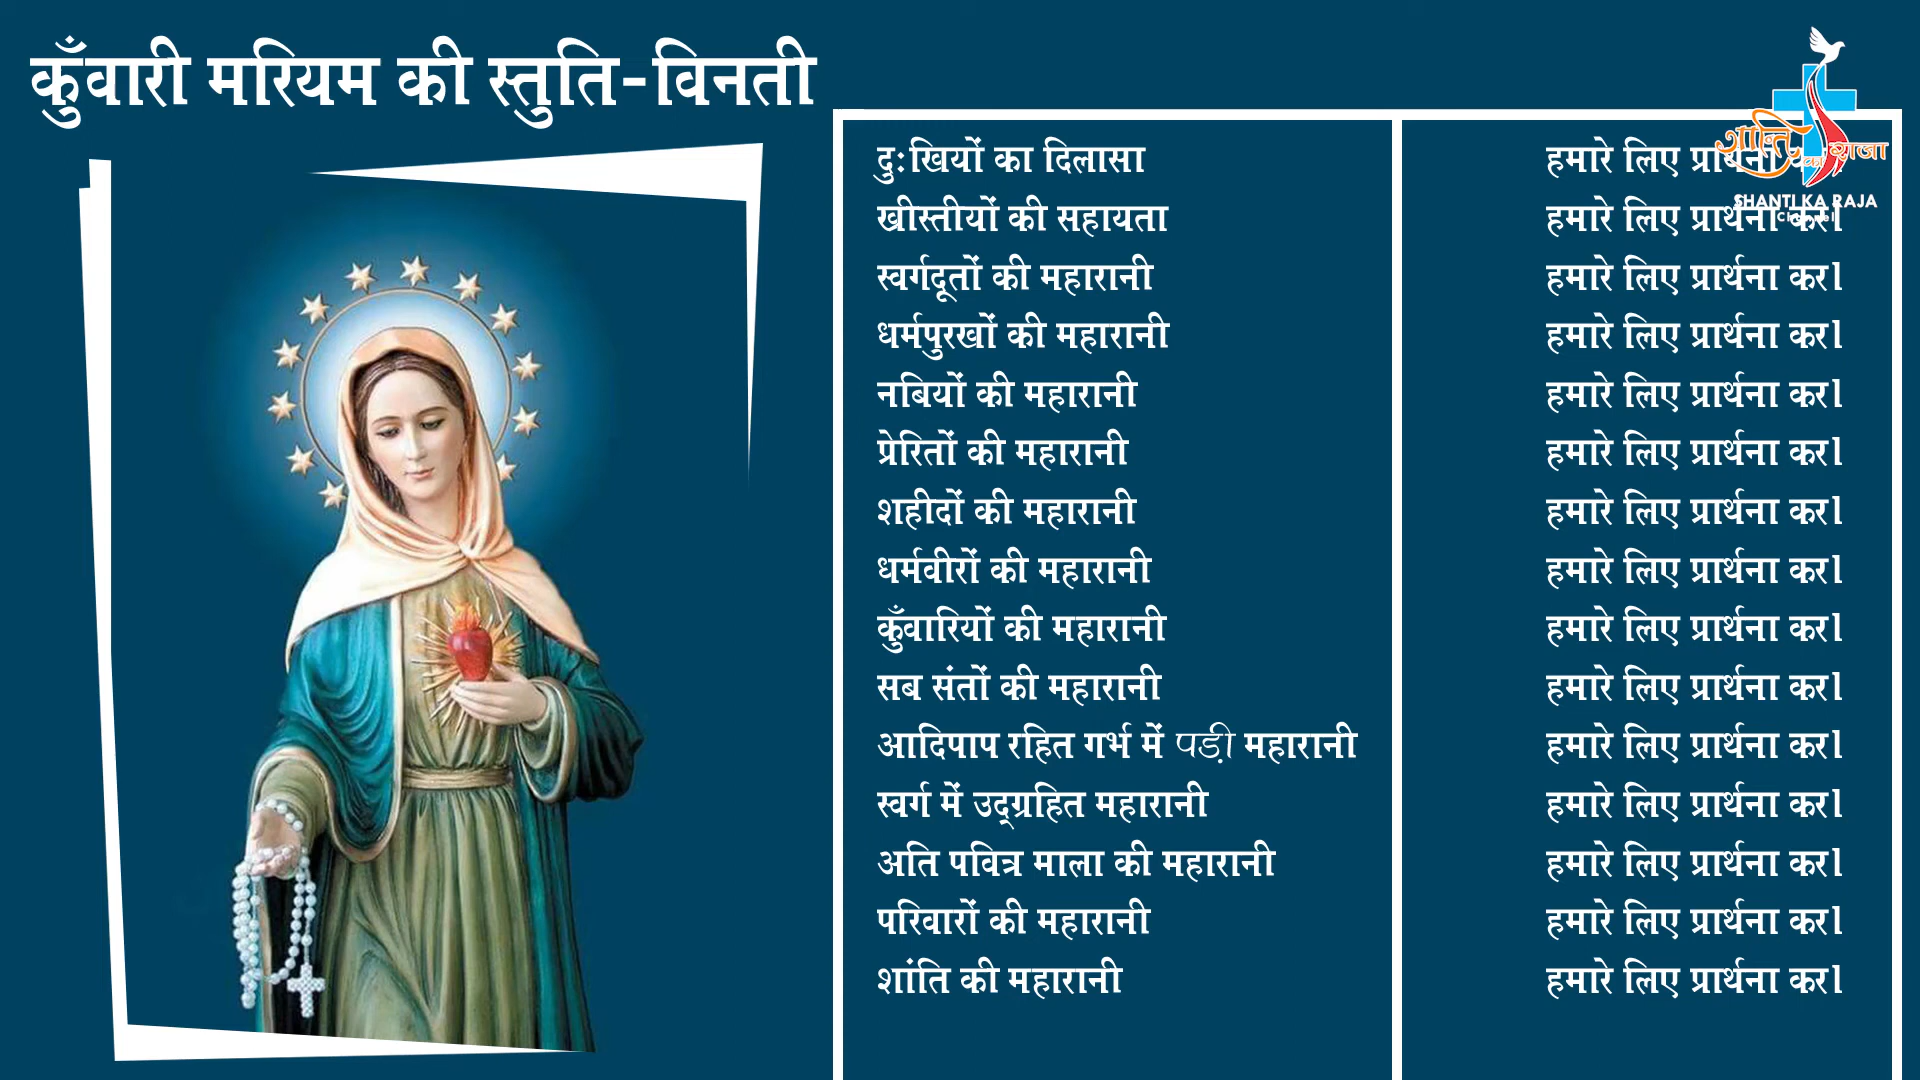 कुँवारी मरियम की स्तुति-विनती
दुःखियों का दिलासा हमारे लिए प्रार्थना कर।
खीस्तीयों की सहायता हमारे लिए प्रार्थना कर।
स्वर्गदूतों की महारानी हमारे लिए प्रार्थना कर।
धर्मपुरखों की महारानी हमारे लिए प्रार्थना कर।
नबियों की महारानी हमारे लिए प्रार्थना कर।
प्रेरितों की महारानी हमारे लिए प्रार्थना कर।
शहीदों की महारानी हमारे लिए प्रार्थना कर।
धर्मवीरों की महारानी हमारे लिए प्रार्थना कर।
कुँवारियों की महारानी हमारे लिए प्रार्थना कर।
सब संतों की महारानी हमारे लिए प्रार्थना कर।
आदिपाप रहित गर्भ में पडी़ महारानी हमारे लिए प्रार्थना कर।
स्वर्ग में उद्ग्रहित महारानी हमारे लिए प्रार्थना कर।
अति पवित्र माला की महारानी हमारे लिए प्रार्थना कर।
परिवारों की महारानी हमारे लिए प्रार्थना कर।
शांति की महारानी हमारे लिए प्रार्थना कर।
शान्ति का राजा
SHANTI KA RAJA
Channel